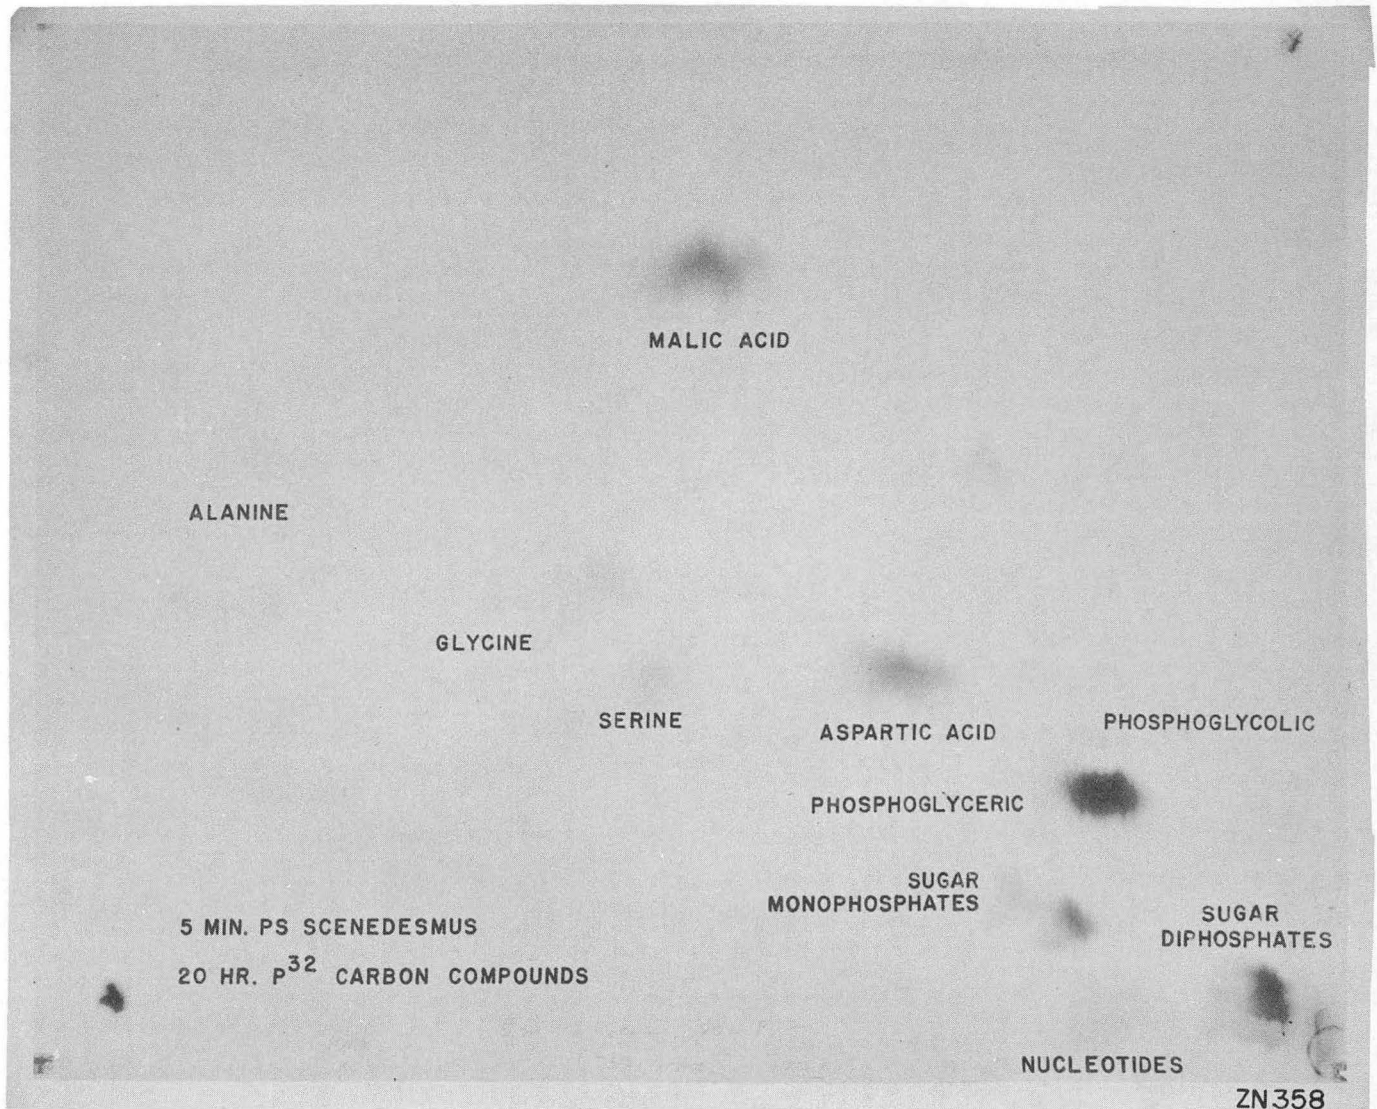 MALIC ACID
ALANINE
GLYCINE
SERINE
ASPARTIC ACID
PHOSPHOGLYCOLIC
PHOSPHOGLYCERIC
SUGAR
MONOPHOSPHATES
5 MIN. PS SCENEDESMUS
SUGAR
DIPHOSPHATES
20 HR. P³² CARBON COMPOUNDS
NUCLEOTIDES
ZN358